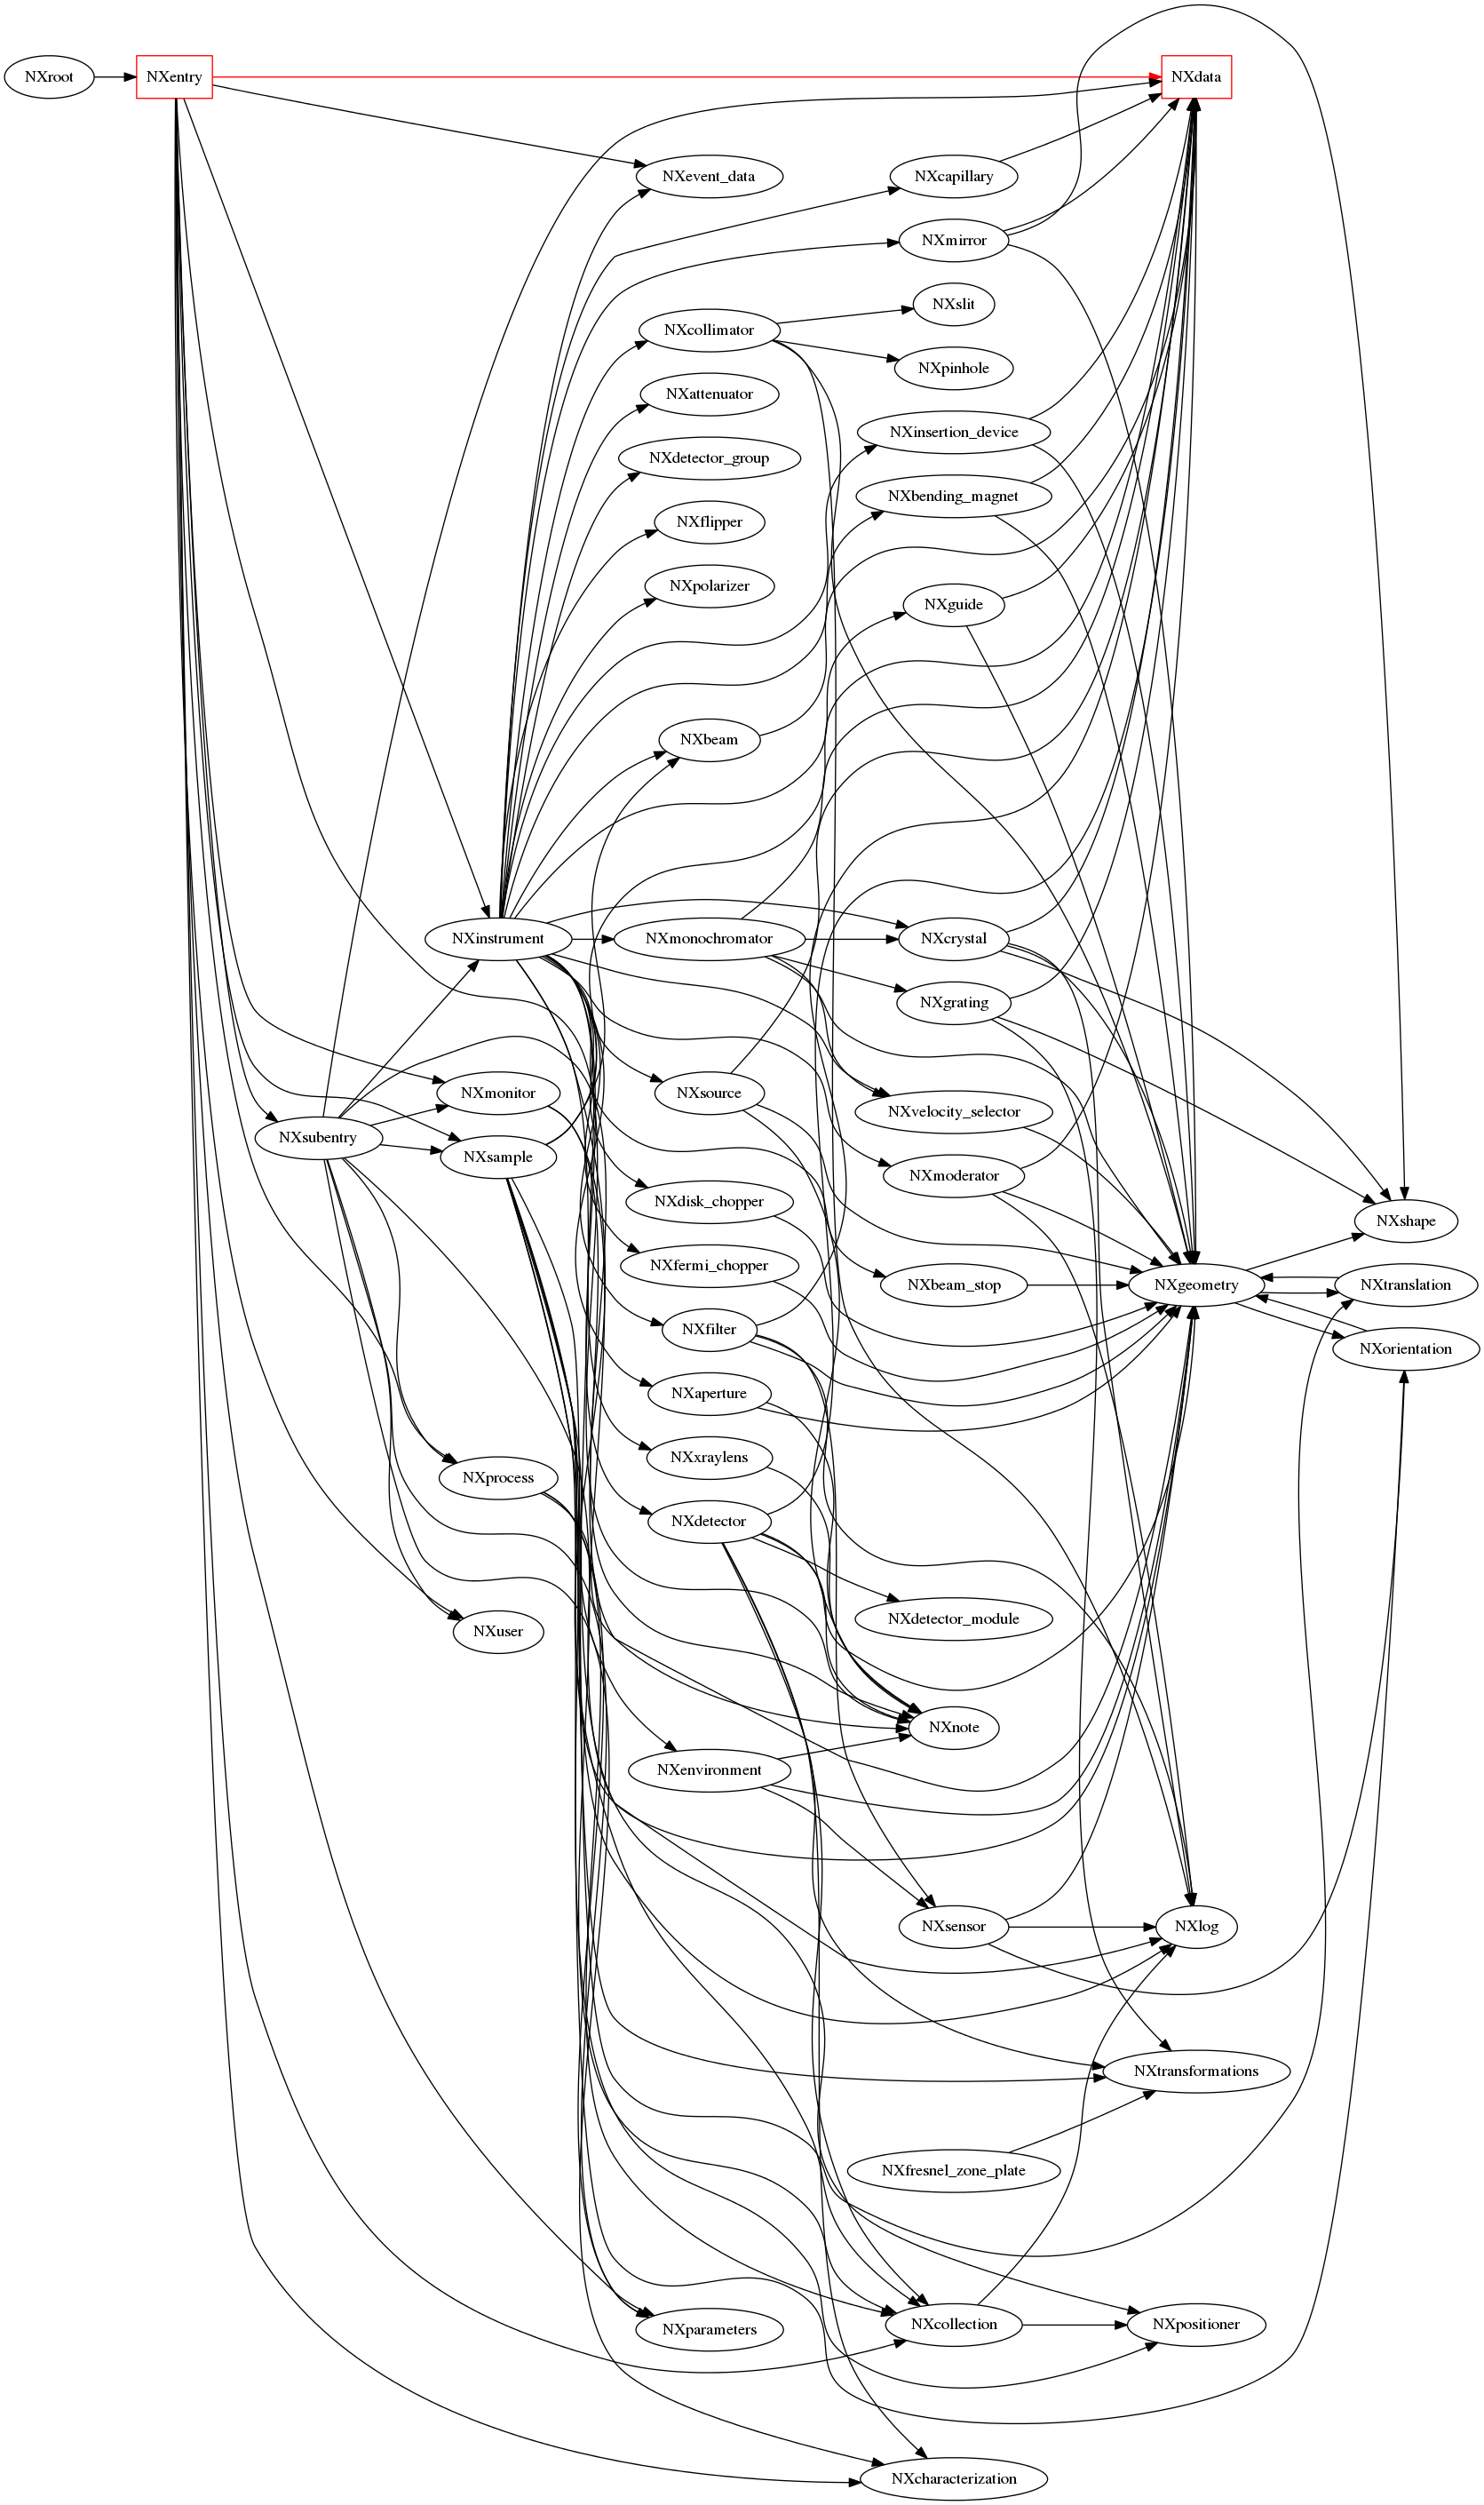 NXroot
NXentry
NXdata
NXevent_data
NXcapillary
NXmirror
NXslit
NXcollimator
NXpinhole
NXattenuator
NXinsertion_device
NXdetector_group
NXbending_magnet
NXflipper
NXpolarizer
NXguide
NXbeam
NXinstrument
NXmonochromator
NXcrystal
NXgrating
NXmonitor
NXsource
NXvelocity_selector
NXsubentry
NXsample
NXmoderator
NXdisk_chopper
NXshape
NXfermi_chopper
NXbeam_stop
NXgeometry
NXtranslation
NXfilter
NXorientation
NXaperture
NXxraylens
NXprocess
NXdetector
NXdetector_module
NXuser
NXnote
NXenvironment
NXsensor
NXlog
NXtransformations
NXfresnel_zone_plate
NXcollection
NXpositioner
NXparameters
NXcharacterization